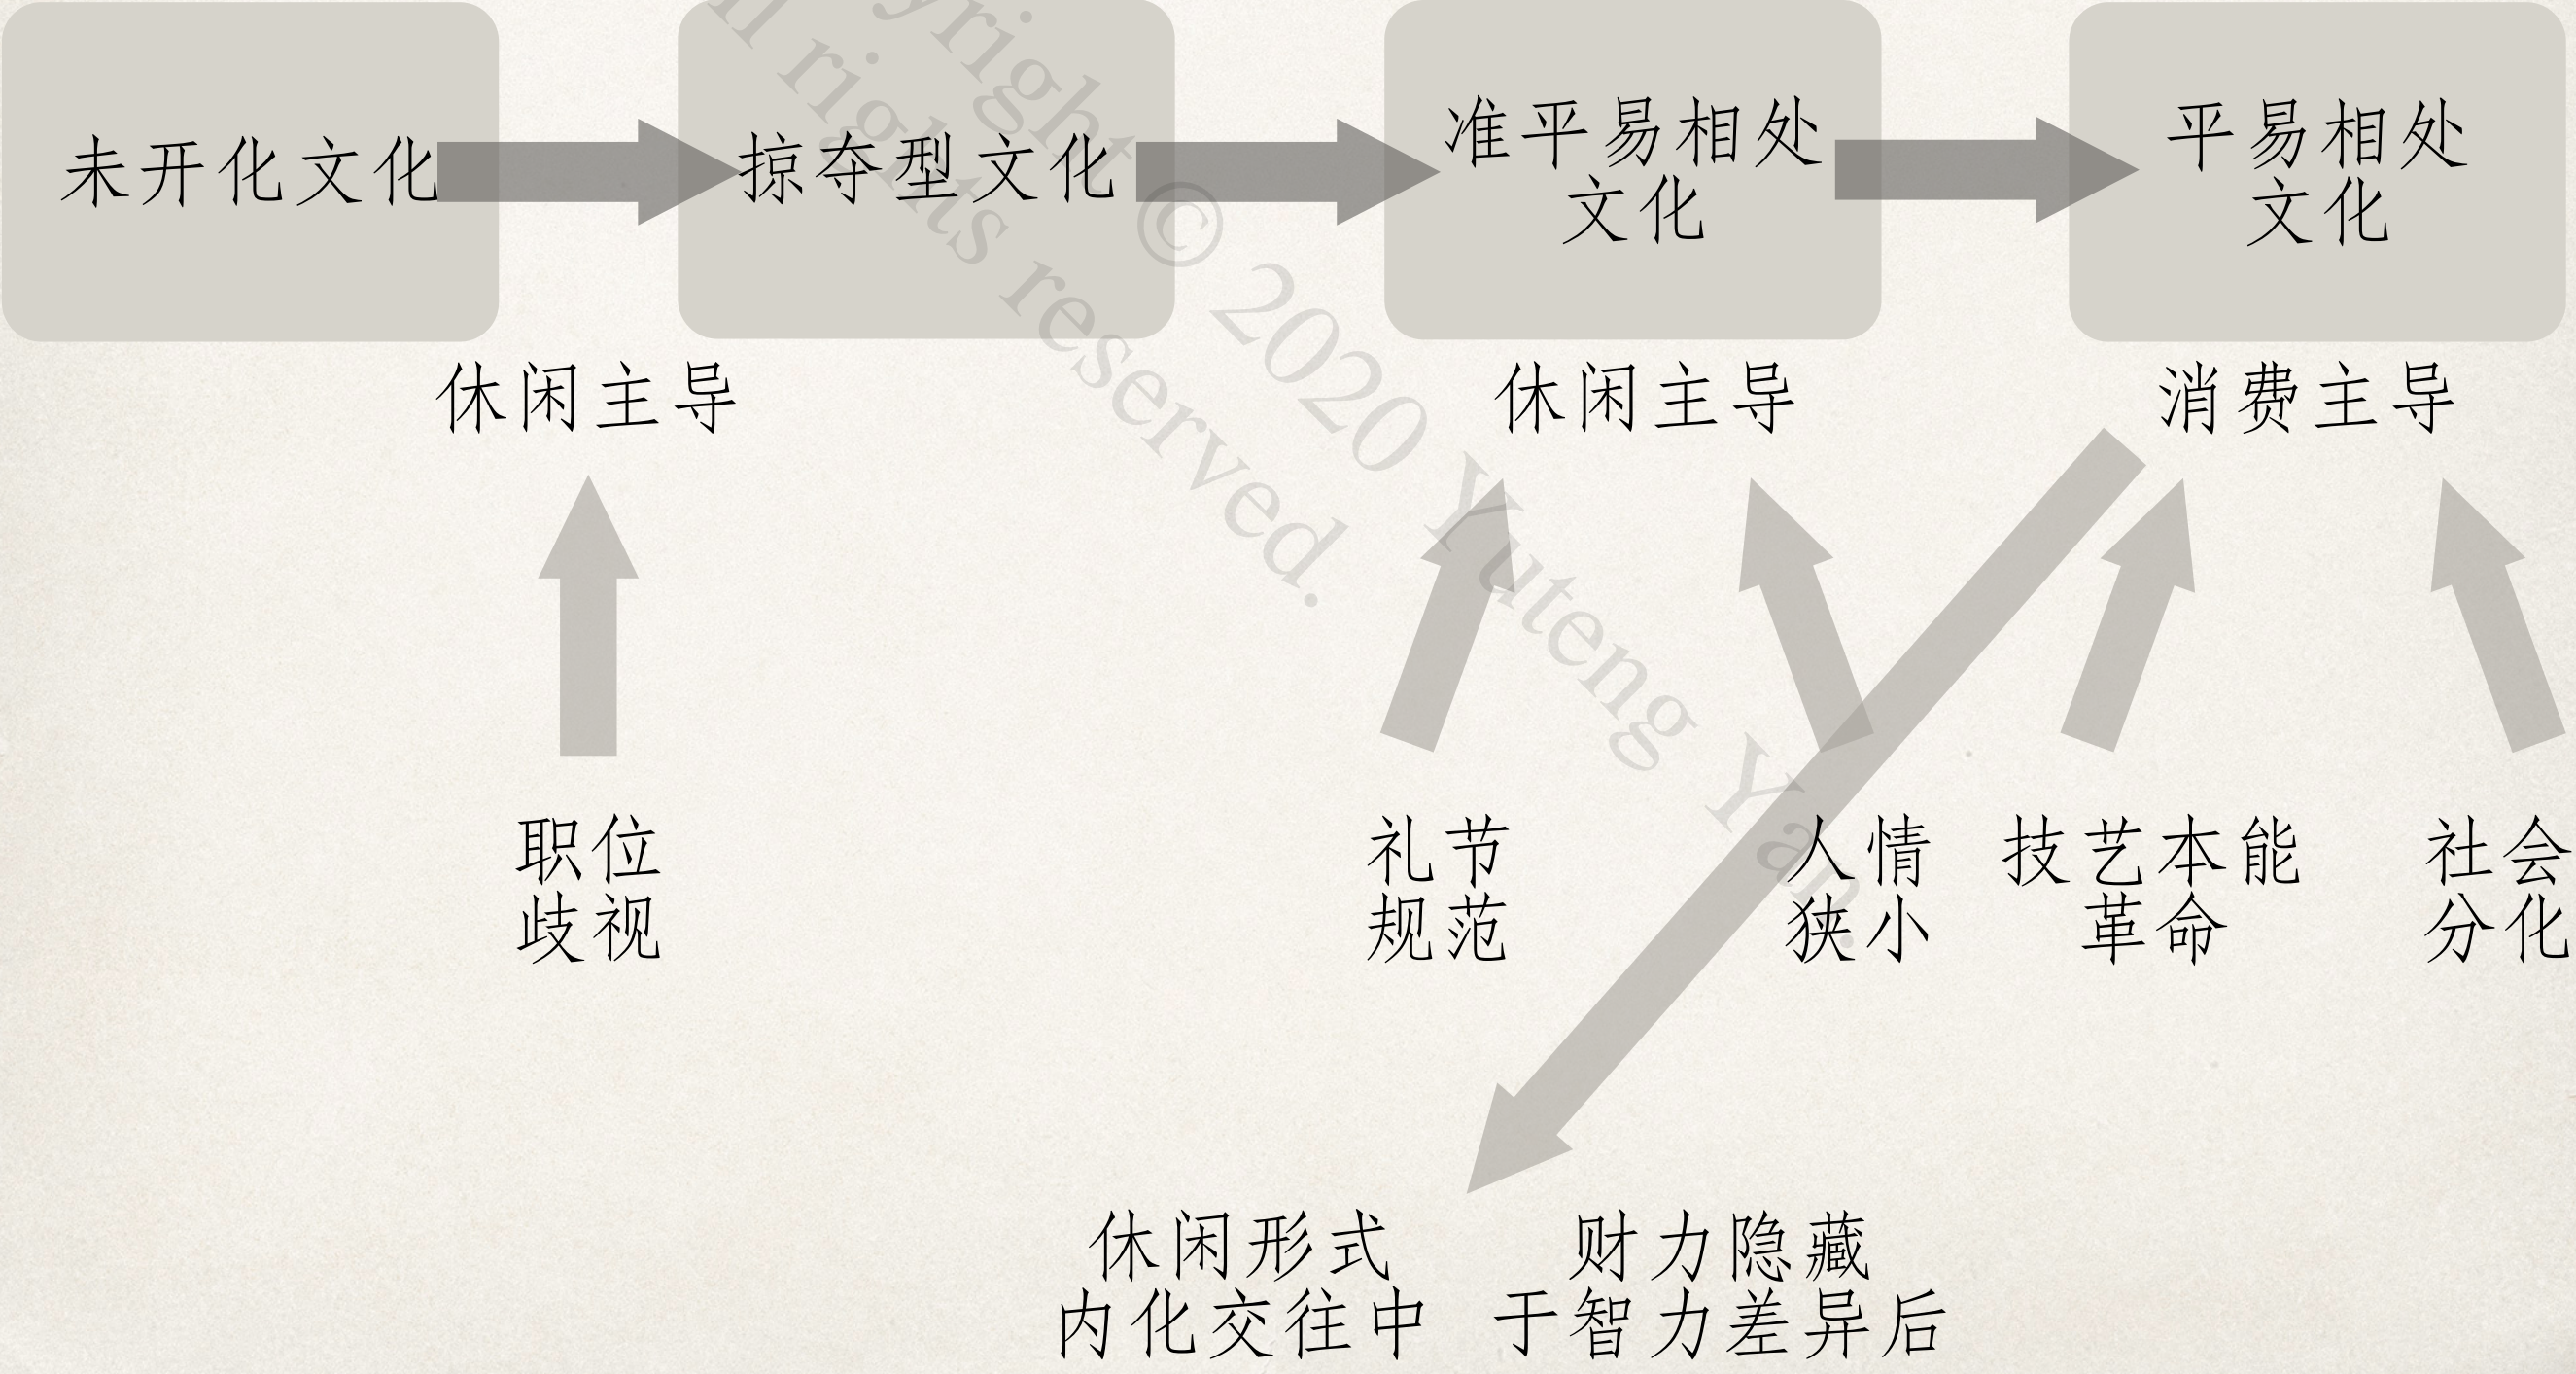 未开化文化
掠夺型文化
准平易相处
文化
平易相处
文化
休闲主导
休闲主导
消费主导
职位
歧视
礼节
规范
人情
狭小
技艺本能
革命
社会
分化
休闲形式
内化交往中
财力隐藏
于智力差异后
yright © 2020 Yuteng Yan.
ll rights reserved.